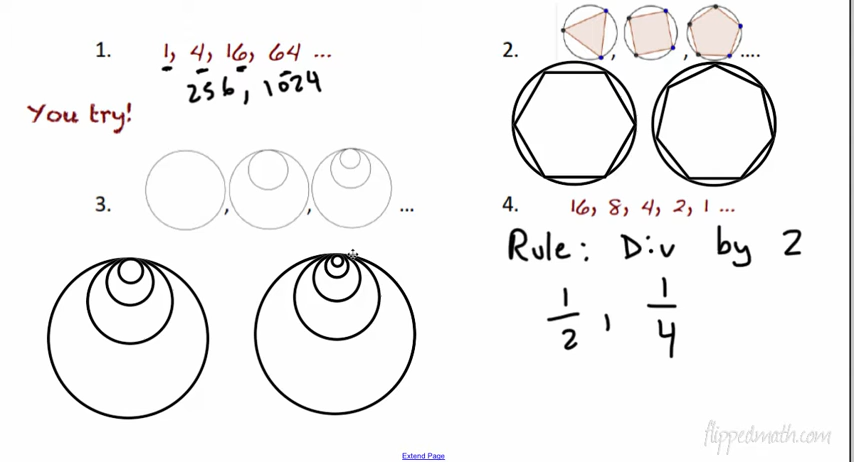 1. 1, 4, 16, 64 ...
256, 1024
You try!
2. , , ....
3. , , ...
4. 16, 8, 4, 2, 1 ...
Rule: Div by 2
1/2, 1/4
flippedmath.com
Extend Page